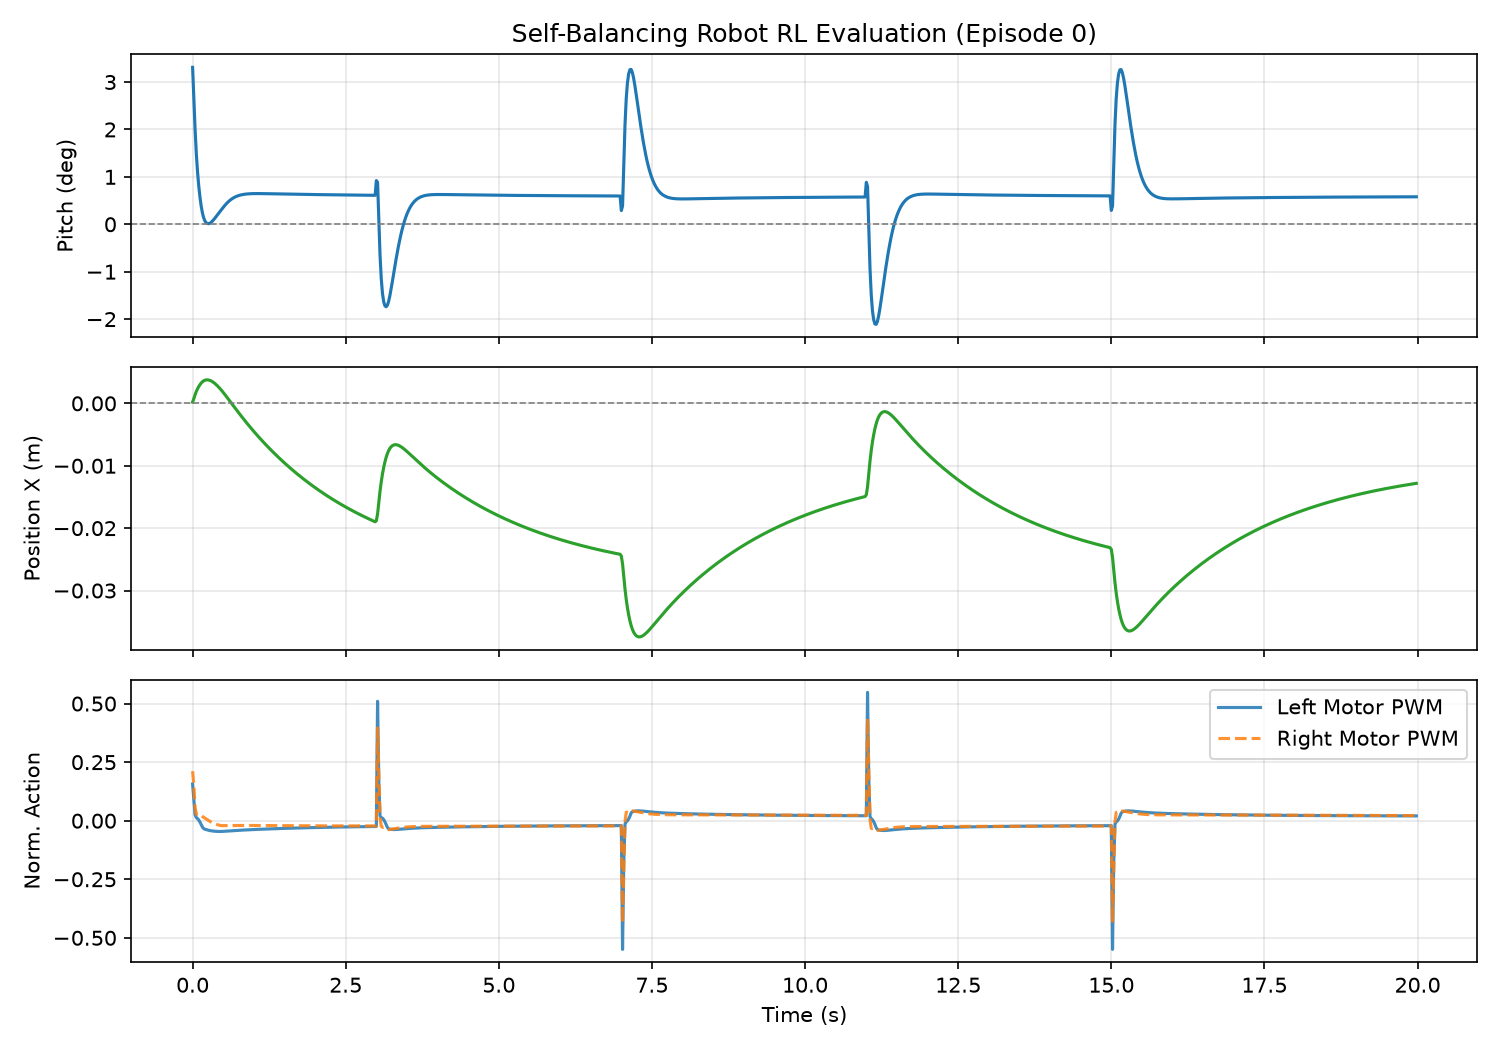 Self-Balancing Robot RL Evaluation (Episode 0)
Pitch (deg)
3
2
1
0
−1
−2
Position X (m)
0.00
−0.01
−0.02
−0.03
Norm. Action
0.50
0.25
0.00
−0.25
−0.50
Left Motor PWM
Right Motor PWM
0.0 2.5 5.0 7.5 10.0 12.5 15.0 17.5 20.0
Time (s)